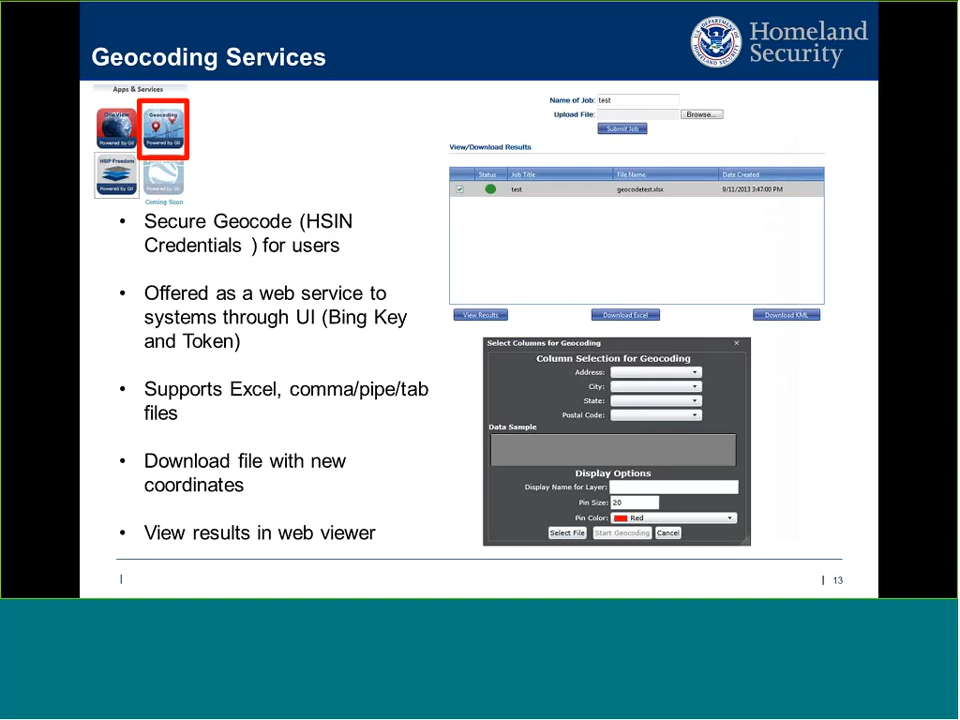 Geocoding Services
Homeland
Security
Apps & Services
OneView
Powered by GII
Geocoding
Powered by GII
HSIP Freedom
Powered by GII
Powered by GII
Coming Soon
• Secure Geocode (HSIN
Credentials ) for users
• Offered as a web service to
systems through UI (Bing Key
and Token)
• Supports Excel, comma/pipe/tab
files
• Download file with new
coordinates
• View results in web viewer
Name of Job: test
Upload File: Browse...
Submit Job
View/Download Results
Status Job Title File Name Date Created
test geocodetest.xlsx 9/11/2013 3:47:00 PM
View Results Download Excel Download KML
Select Columns for Geocoding
Column Selection for Geocoding
Address:
City:
State:
Postal Code:
Data Sample
Display Options
Display Name for Layer:
Pin Size: 20
Pin Color: Red
Select File Start Geocoding Cancel
13